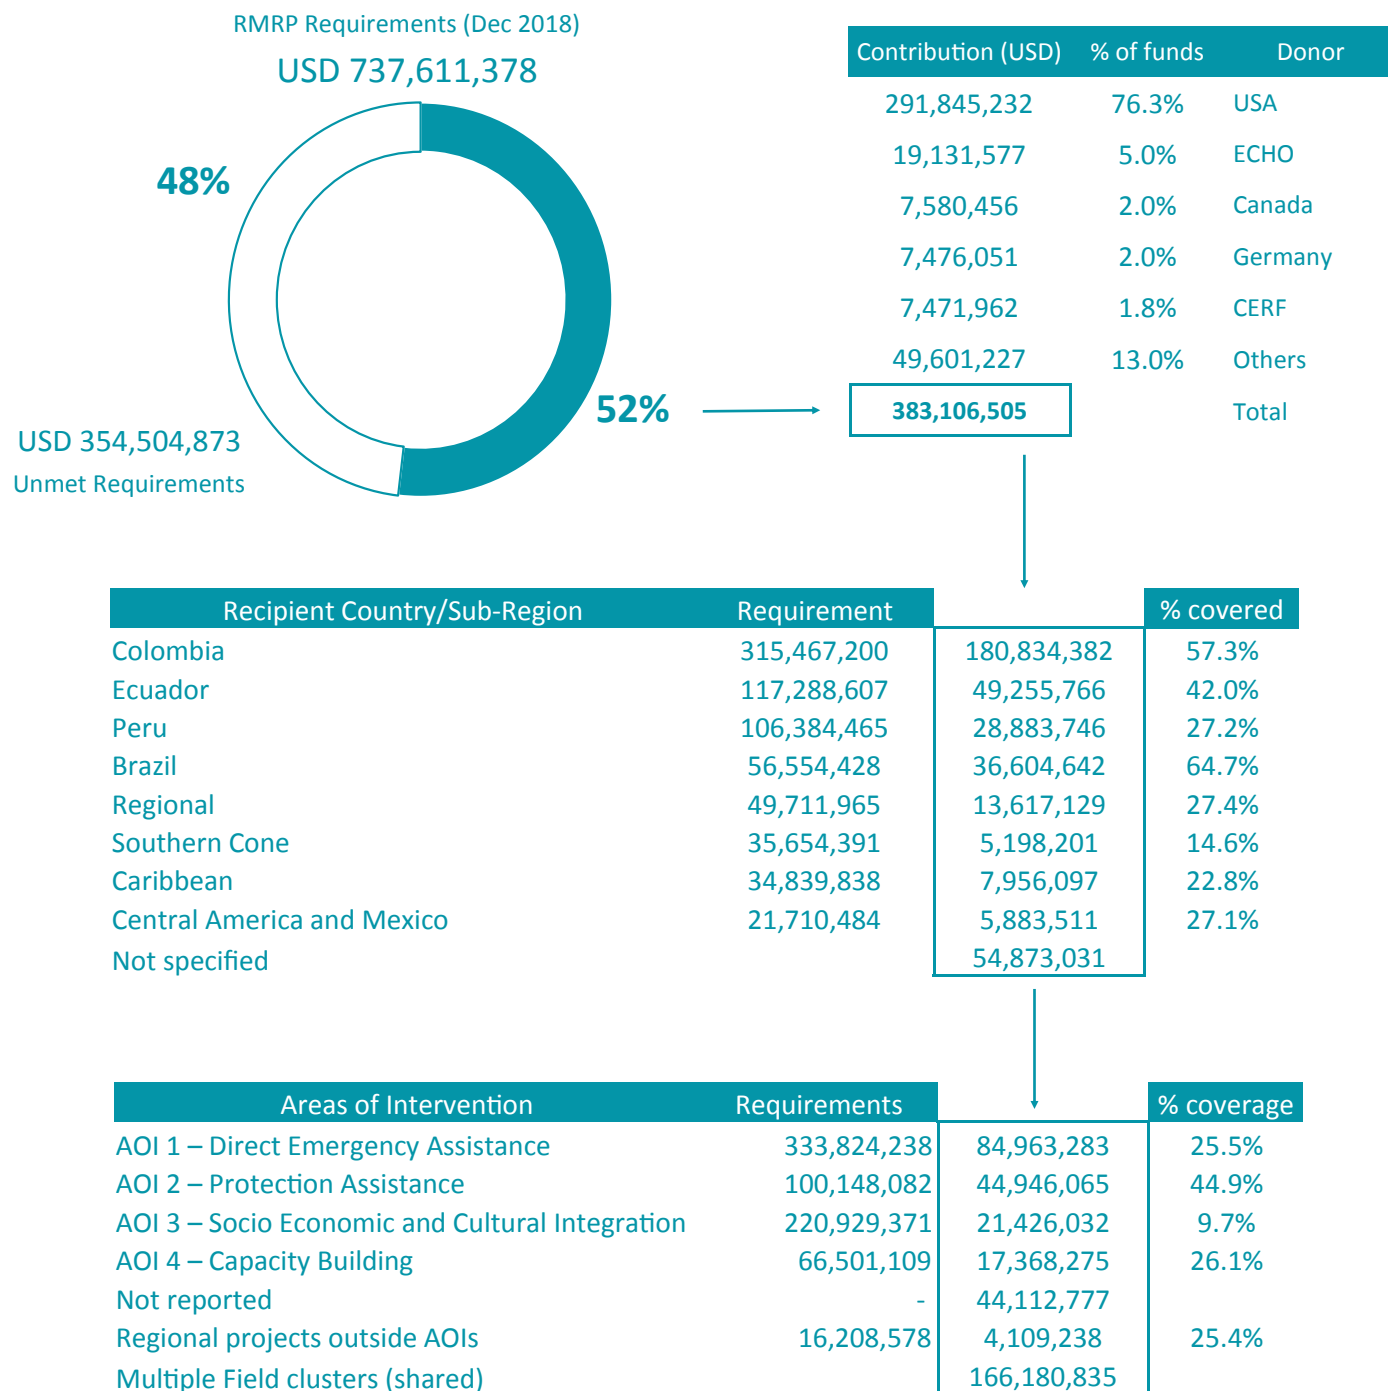 RMRP Requirements (Dec 2018)
USD 737,611,378
48%
52%
USD 354,504,873
Unmet Requirements
Contribution (USD) % of funds Donor
291,845,232 76.3% USA
19,131,577 5.0% ECHO
7,580,456 2.0% Canada
7,476,051 2.0% Germany
7,471,962 1.8% CERF
49,601,227 13.0% Others
383,106,505 Total
Recipient Country/Sub-Region Requirement % covered
Colombia 315,467,200 180,834,382 57.3%
Ecuador 117,288,607 49,255,766 42.0%
Peru 106,384,465 28,883,746 27.2%
Brazil 56,554,428 36,604,642 64.7%
Regional 49,711,965 13,617,129 27.4%
Southern Cone 35,654,391 5,198,201 14.6%
Caribbean 34,839,838 7,956,097 22.8%
Central America and Mexico 21,710,484 5,883,511 27.1%
Not specified 54,873,031
Areas of Intervention Requirements % coverage
AOI 1 – Direct Emergency Assistance 333,824,238 84,963,283 25.5%
AOI 2 – Protection Assistance 100,148,082 44,946,065 44.9%
AOI 3 – Socio Economic and Cultural Integration 220,929,371 21,426,032 9.7%
AOI 4 – Capacity Building 66,501,109 17,368,275 26.1%
Not reported - 44,112,777
Regional projects outside AOIs 16,208,578 4,109,238 25.4%
Multiple Field clusters (shared) 166,180,835